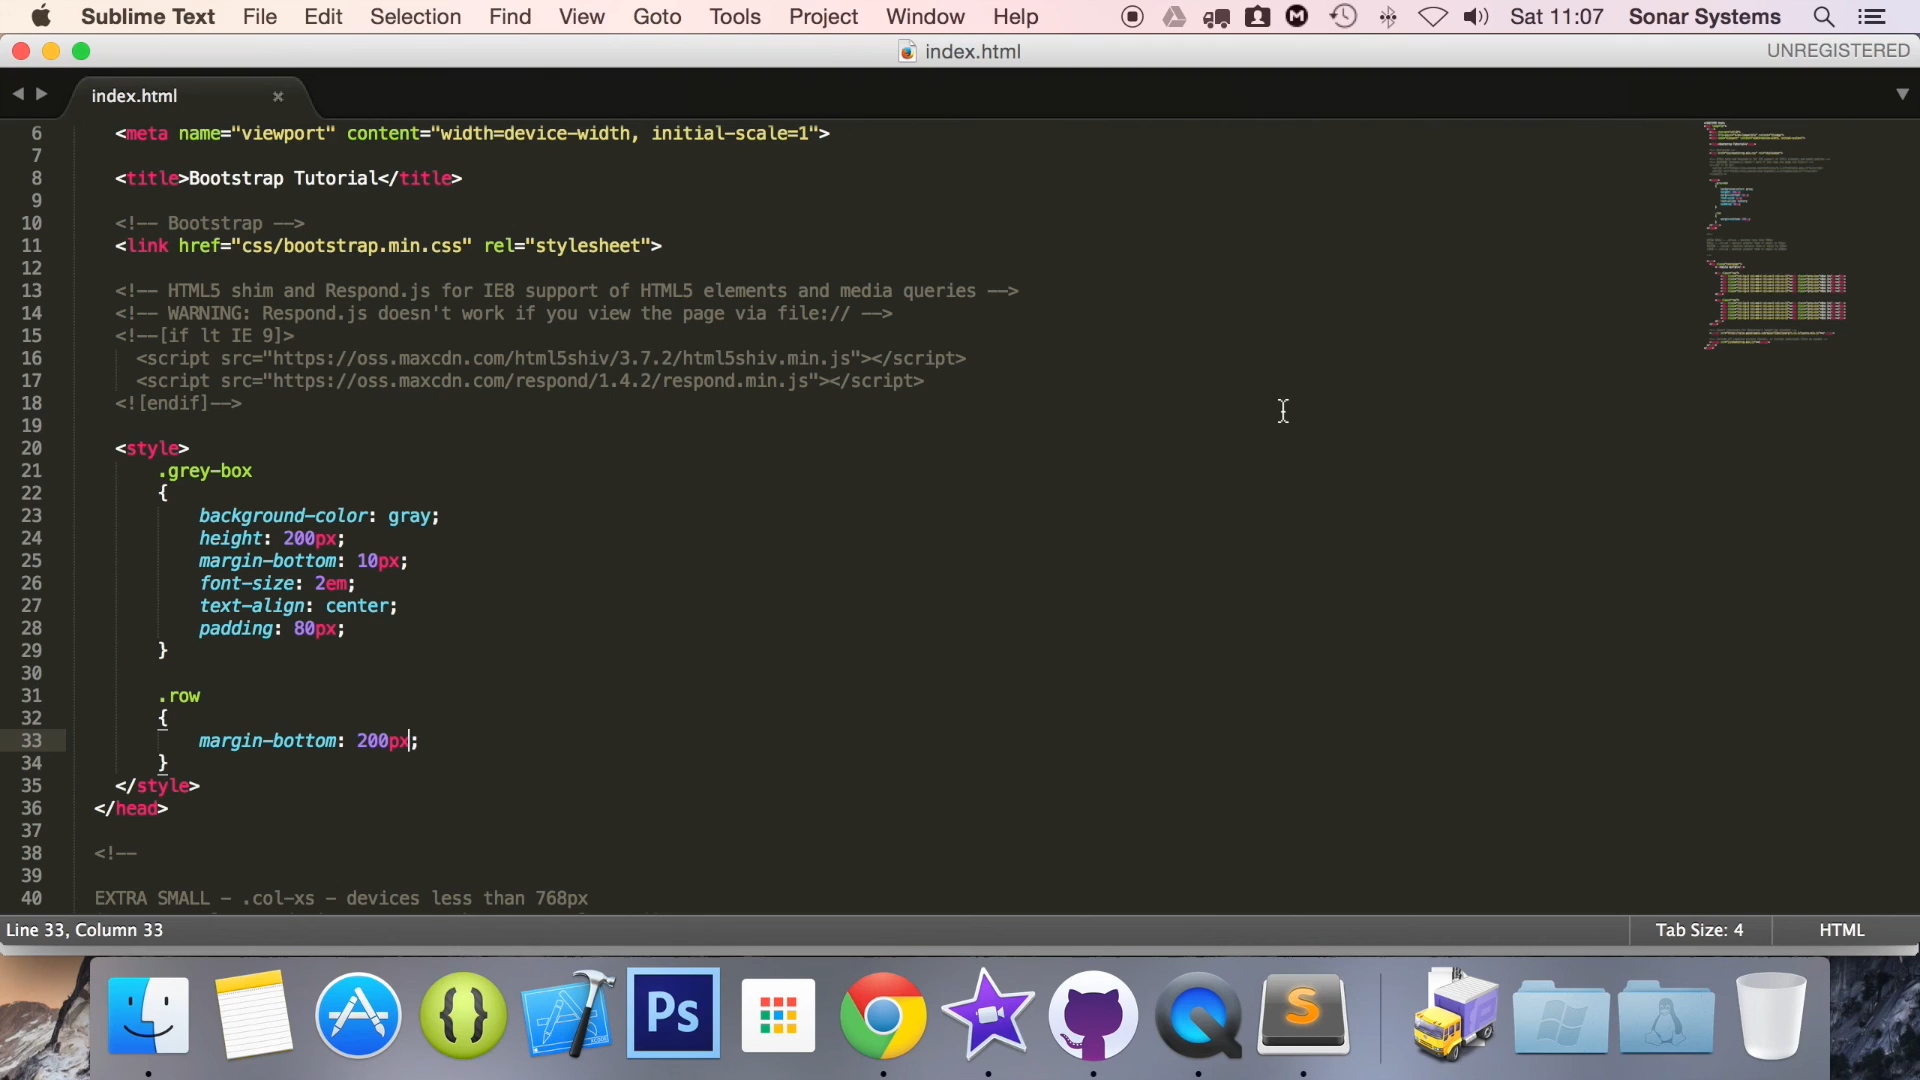 Sublime Text File Edit Selection Find View Goto Tools Project Window Help Sat 11:07 Sonar Systems
index.html UNREGISTERED
index.html ×
6 <meta name="viewport" content="width=device-width, initial-scale=1">
7
8 <title>Bootstrap Tutorial</title>
9
10 <!-- Bootstrap -->
11 <link href="css/bootstrap.min.css" rel="stylesheet">
12
13 <!-- HTML5 shim and Respond.js for IE8 support of HTML5 elements and media queries -->
14 <!-- WARNING: Respond.js doesn't work if you view the page via file:// -->
15 <!--[if lt IE 9]>
16 <script src="https://oss.maxcdn.com/html5shiv/3.7.2/html5shiv.min.js"></script>
17 <script src="https://oss.maxcdn.com/respond/1.4.2/respond.min.js"></script>
18 <![endif]-->
19
20 <style>
21 .grey-box
22 {
23 background-color: gray;
24 height: 200px;
25 margin-bottom: 10px;
26 font-size: 2em;
27 text-align: center;
28 padding: 80px;
29 }
30
31 .row
32 {
33 margin-bottom: 200px;
34 }
35 </style>
36 </head>
37
38 <!--
39
40 EXTRA SMALL - .col-xs - devices less than 768px
Line 33, Column 33 Tab Size: 4 HTML
{} Ps S